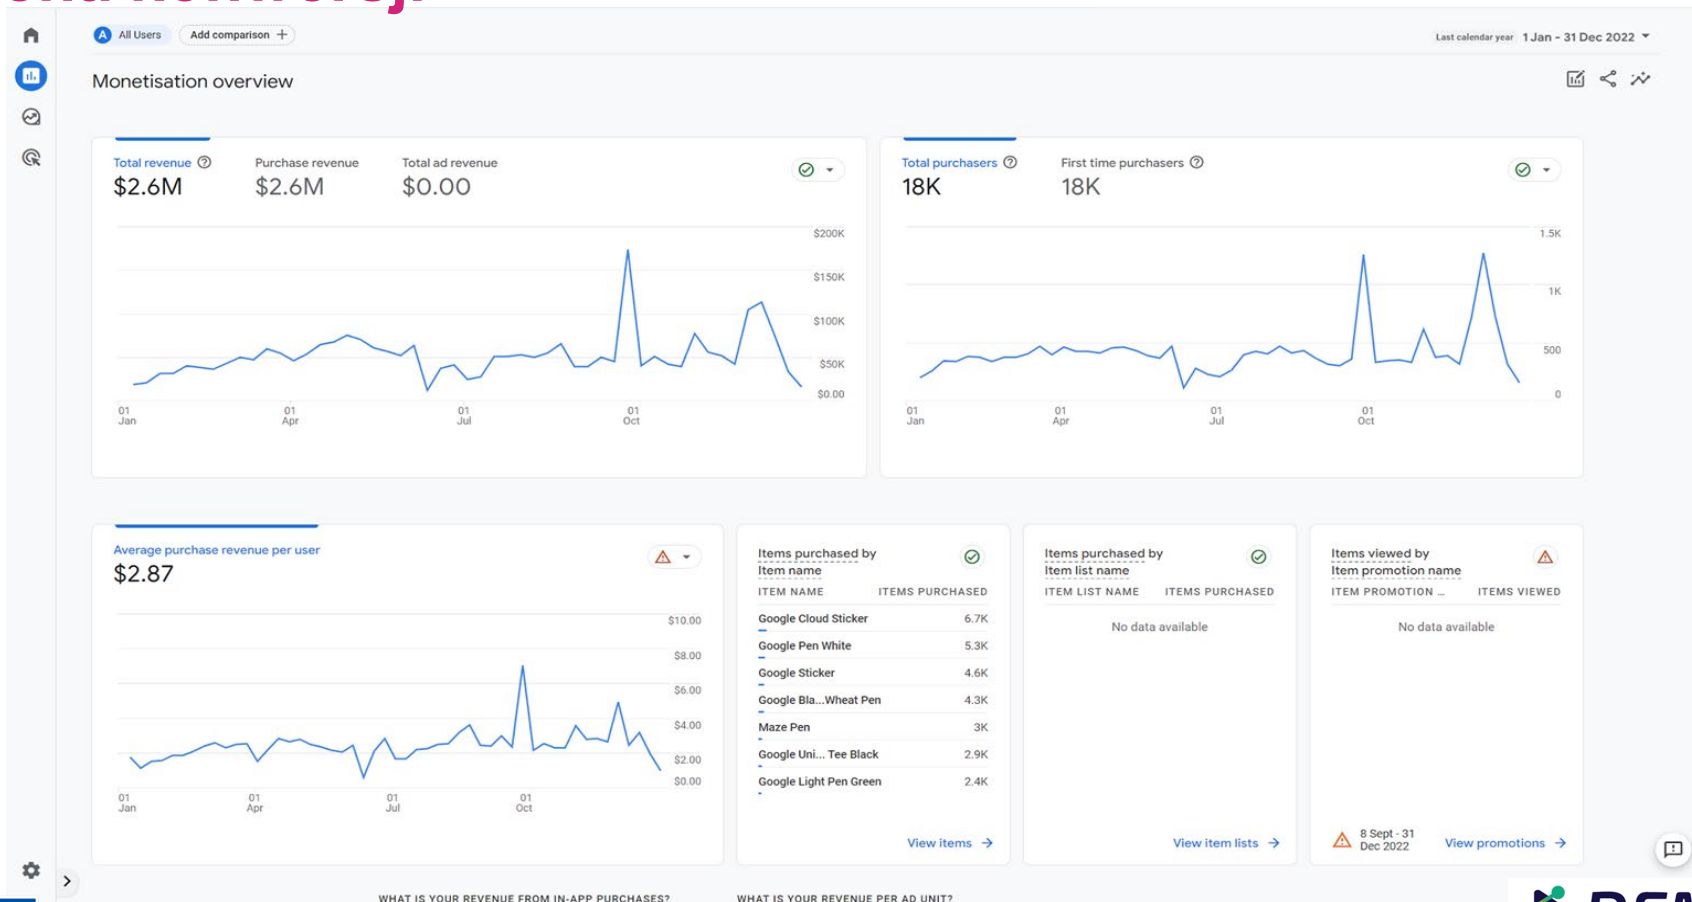 A All Users Add comparison +
Last calendar year 1 Jan - 31 Dec 2022
Monetisation overview
Total revenue Purchase revenue Total ad revenue
$2.6M $2.6M $0.00
$200K
$150K
$100K
$50K
$0.00
01 01 01 01
Jan Apr Jul Oct
Total purchasers First time purchasers
18K 18K
1.5K
1K
500
0
01 01 01 01
Jan Apr Jul Oct
Average purchase revenue per user
$2.87
$10.00
$8.00
$6.00
$4.00
$2.00
$0.00
01 01 01 01
Jan Apr Jul Oct
Items purchased by
Item name
ITEM NAME ITEMS PURCHASED
Google Cloud Sticker 6.7K
Google Pen White 5.3K
Google Sticker 4.6K
Google Bla...Wheat Pen 4.3K
Maze Pen 3K
Google Uni... Tee Black 2.9K
Google Light Pen Green 2.4K
View items →
Items purchased by
Item list name
ITEM LIST NAME ITEMS PURCHASED
No data available
View item lists →
Items viewed by
Item promotion name
ITEM PROMOTION ... ITEMS VIEWED
No data available
8 Sept - 31
Dec 2022
View promotions →
WHAT IS YOUR REVENUE FROM IN-APP PURCHASES? WHAT IS YOUR REVENUE PER AD UNIT?